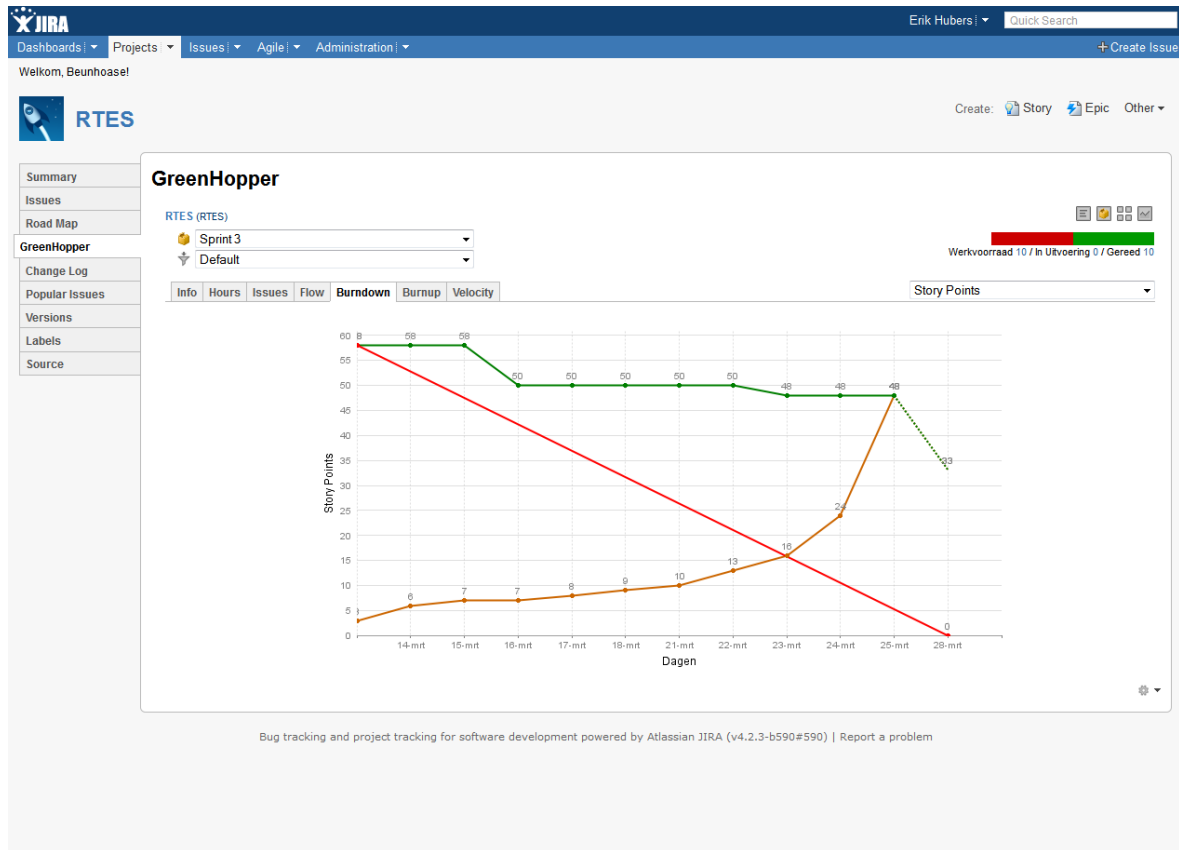 JIRA
Erik Hubers
Quick Search
Dashboards Projects Issues Agile Administration
+ Create Issue
Welkom, Beunhoase!
RTES
Create: Story Epic Other
Summary
Issues
Road Map
GreenHopper
Change Log
Popular Issues
Versions
Labels
Source
GreenHopper
RTES (RTES)
Sprint 3
Default
Werkvoorraad 10 / In Uitvoering 0 / Gereed 10
Info Hours Issues Flow Burndown Burnup Velocity
Story Points
60
55
50
45
40
35
30
25
20
15
10
5
0
Story Points
8 58 58 50 50 50 50 50 48 48 48 33
3 6 7 7 8 9 10 13 16 24
0
14-mrt 15-mrt 16-mrt 17-mrt 18-mrt 21-mrt 22-mrt 23-mrt 24-mrt 25-mrt 28-mrt
Dagen
Bug tracking and project tracking for software development powered by Atlassian JIRA (v4.2.3-b590#590) | Report a problem